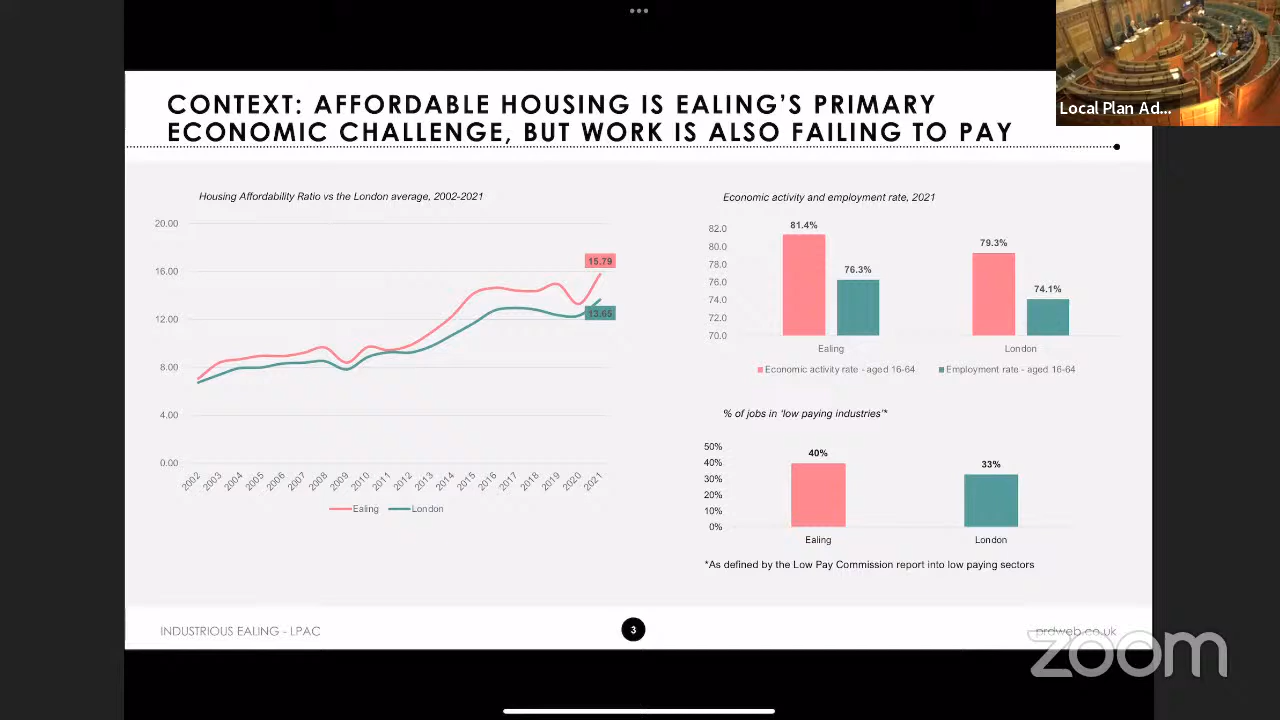 Local Plan Ad...
CONTEXT: AFFORDABLE HOUSING IS EALING'S PRIMARY
ECONOMIC CHALLENGE, BUT WORK IS ALSO FAILING TO PAY
Housing Affordability Ratio vs the London average, 2002-2021
20.00
16.00
12.00
8.00
4.00
0.00
15.79
13.65
2002 2003 2004 2005 2006 2007 2008 2009 2010 2011 2012 2013 2014 2015 2016 2017 2018 2019 2020 2021
Ealing London
Economic activity and employment rate, 2021
82.0
80.0
78.0
76.0
74.0
72.0
70.0
81.4%
76.3%
79.3%
74.1%
Ealing London
Economic activity rate - aged 16-64 Employment rate - aged 16-64
% of jobs in 'low paying industries'*
50%
40%
30%
20%
10%
0%
40%
33%
Ealing London
*As defined by the Low Pay Commission report into low paying sectors
INDUSTRIOUS EALING - LPAC
3
prdweb.co.uk
zoom